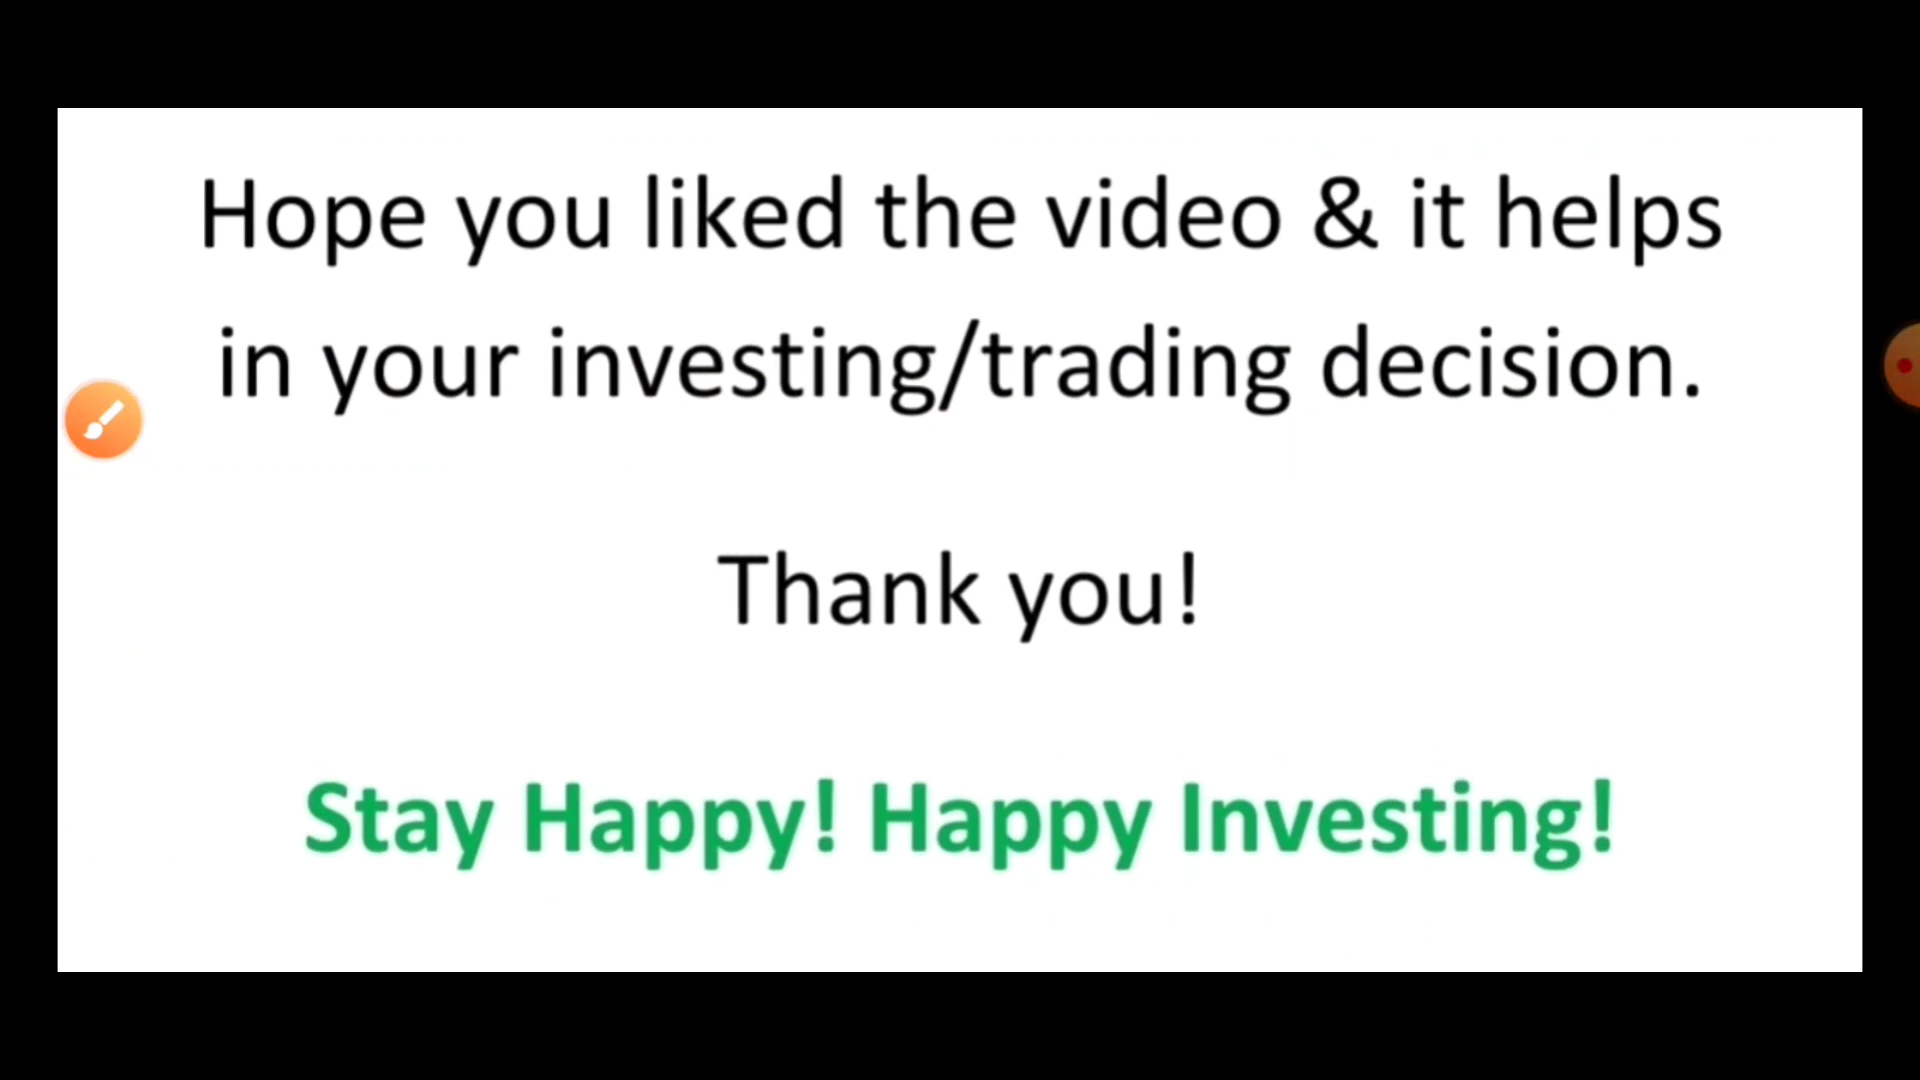 Hope you liked the video & it helps
in your investing/trading decision.
Thank you!
Stay Happy! Happy Investing!